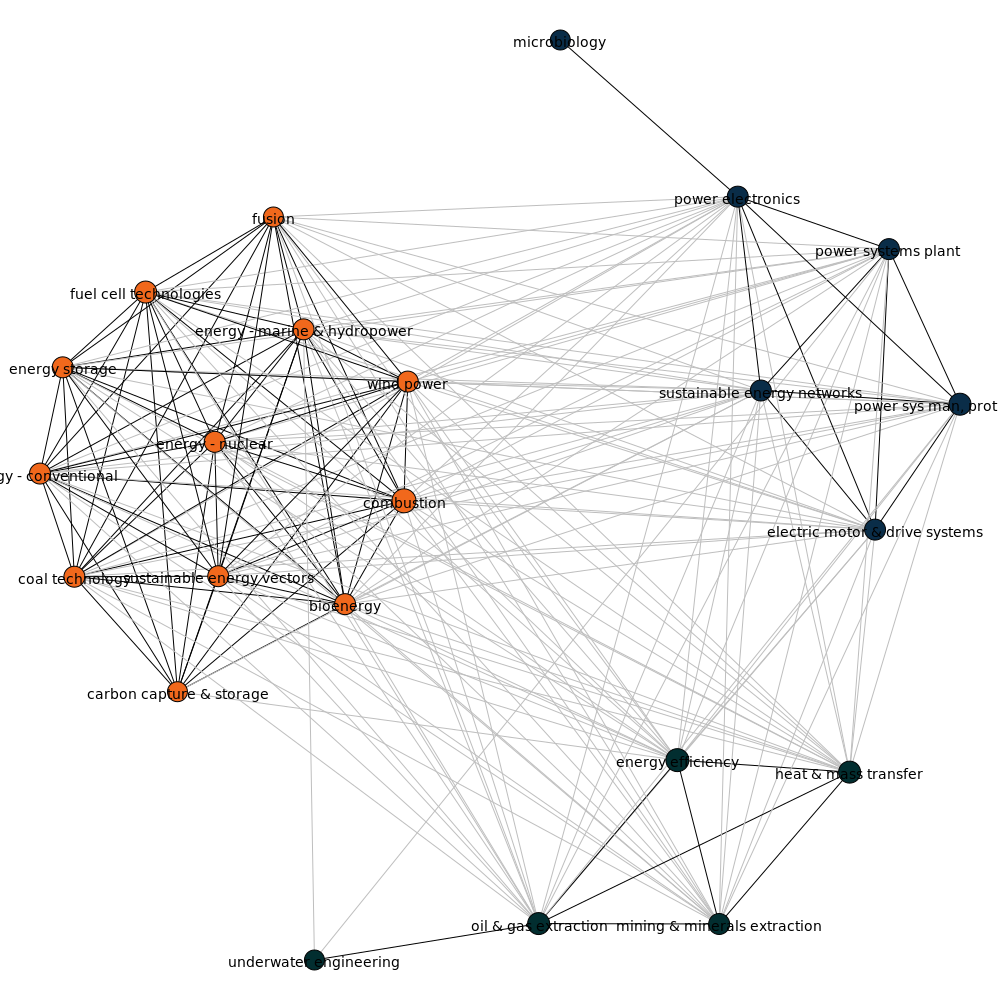 microbiology
power electronics
fusion
power systems plant
fuel cell technologies
energy - marine & hydropower
energy storage
wind power
sustainable energy networks
power sys man, prot
energy - nuclear
gy - conventional
combustion
electric motor & drive systems
coal technology
sustainable energy vectors
bioenergy
carbon capture & storage
energy efficiency
heat & mass transfer
oil & gas extraction
mining & minerals extraction
underwater engineering